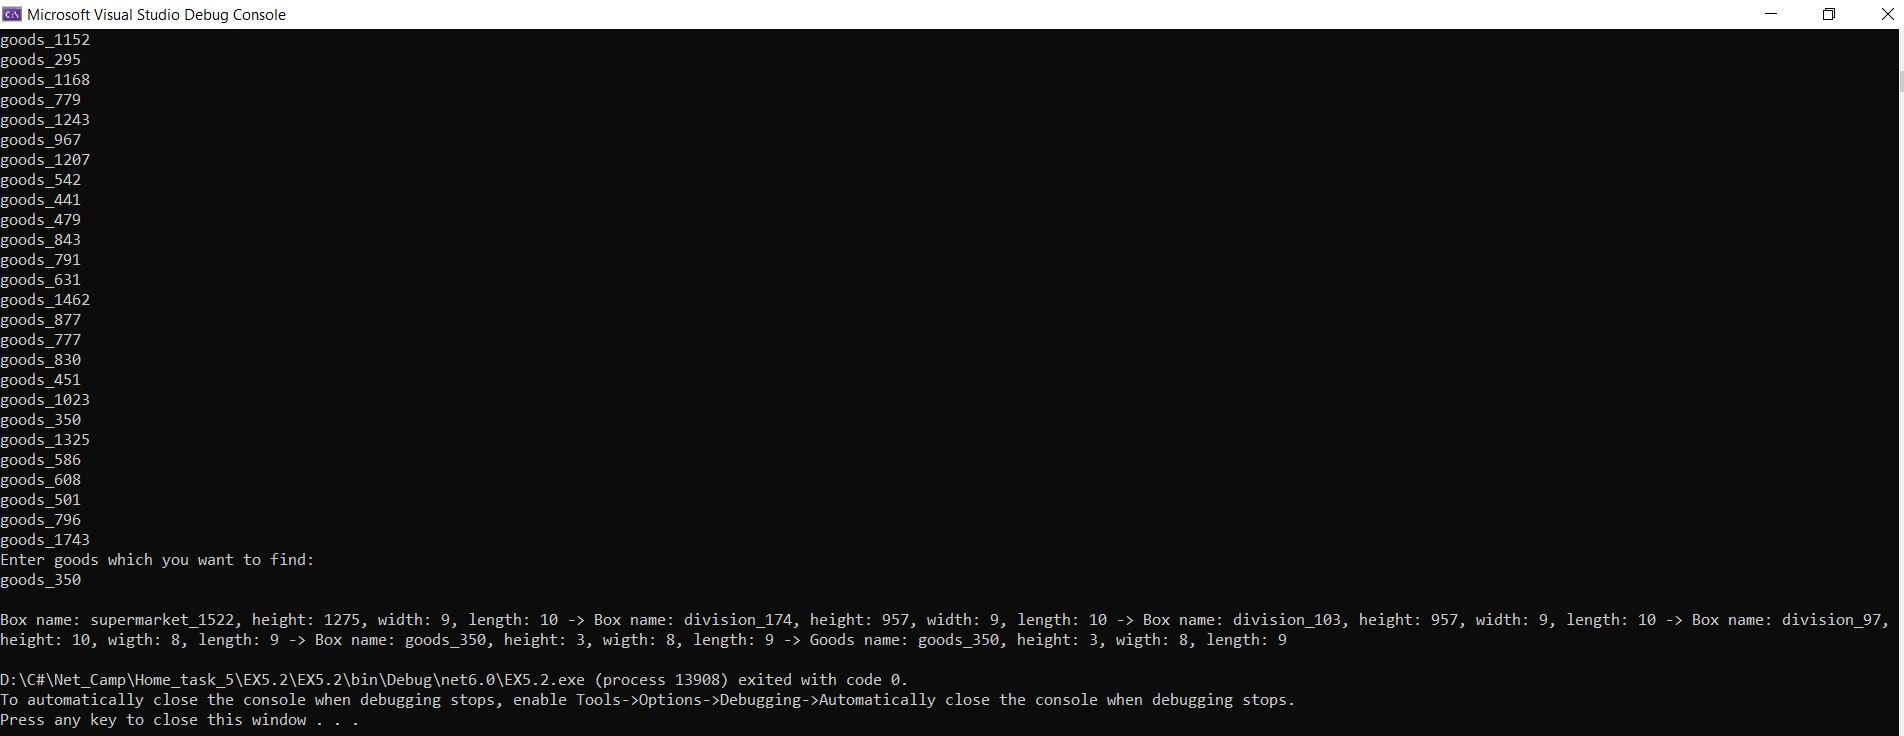 Microsoft Visual Studio Debug Console
goods_1152
goods_295
goods_1168
goods_779
goods_1243
goods_967
goods_1207
goods_542
goods_441
goods_479
goods_843
goods_791
goods_631
goods_1462
goods_877
goods_777
goods_830
goods_451
goods_1023
goods_350
goods_1325
goods_586
goods_608
goods_501
goods_796
goods_1743
Enter goods which you want to find:
goods_350
Box name: supermarket_1522, height: 1275, width: 9, length: 10 -> Box name: division_174, height: 957, width: 9, length: 10 -> Box name: division_103, height: 957, width: 9, length: 10 -> Box name: division_97,
height: 10, wigth: 8, length: 9 -> Box name: goods_350, height: 3, wigth: 8, length: 9 -> Goods name: goods_350, height: 3, wigth: 8, length: 9
D:\C#\Net_Camp\Home_task_5\EX5.2\EX5.2\bin\Debug\net6.0\EX5.2.exe (process 13908) exited with code 0.
To automatically close the console when debugging stops, enable Tools->Options->Debugging->Automatically close the console when debugging stops.
Press any key to close this window . . .